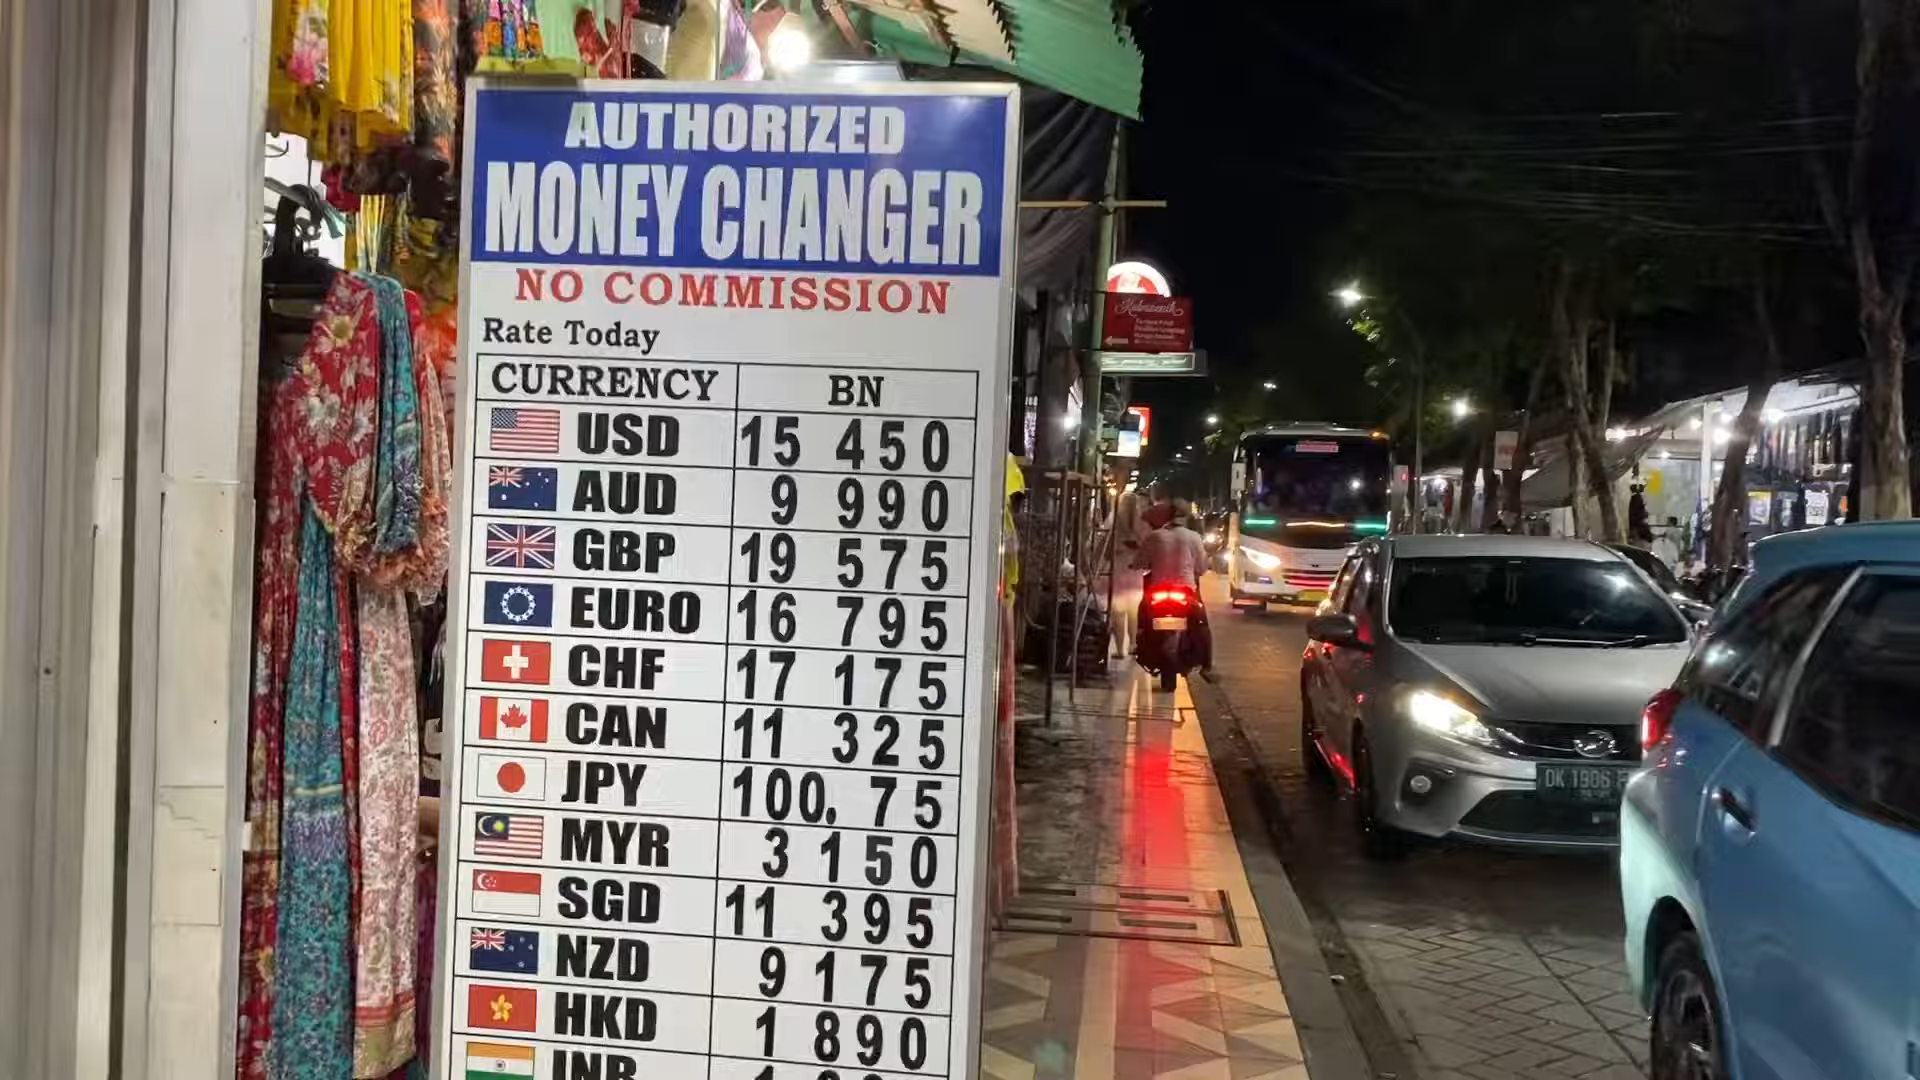 AUTHORIZED
MONEY CHANGER
NO COMMISSION
Rate Today
CURRENCY BN
USD 15 450
AUD 9 990
GBP 19 575
EURO 16 795
CHF 17 175
CAN 11 325
JPY 100. 75
MYR 3 150
SGD 11 395
NZD 9 175
HKD 1 890
INR
DK 1906